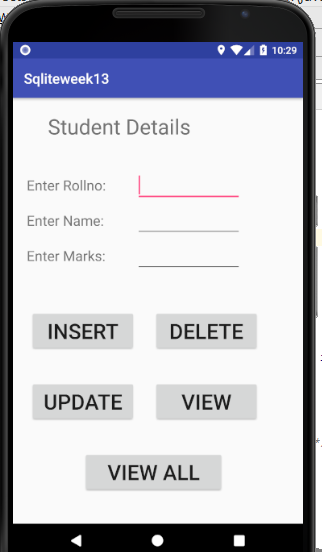 10:29
Sqliteweek13
Student Details
Enter Rollno:
Enter Name:
Enter Marks:
INSERT DELETE
UPDATE VIEW
VIEW ALL